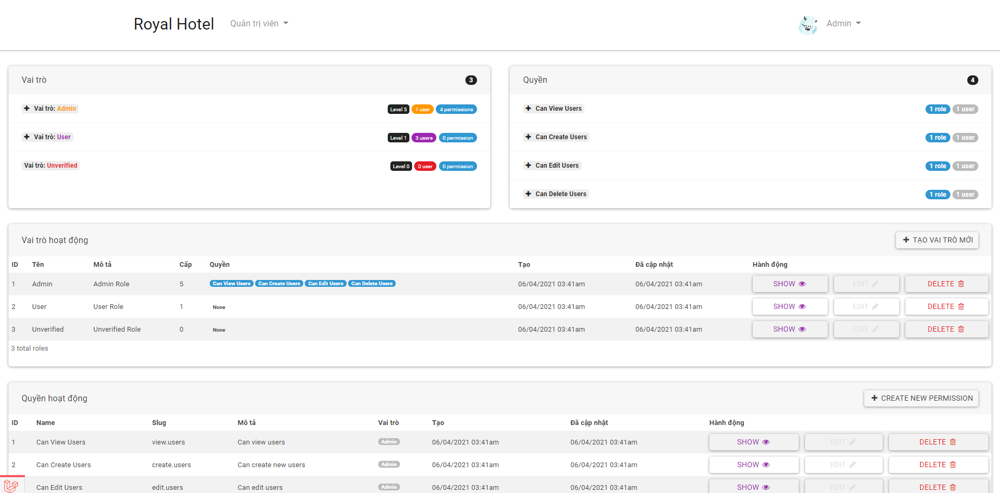 Royal Hotel Quản trị viên Admin
Vai trò 3
Vai trò: Admin Level 5 1 user 4 permissions
Vai trò: User Level 1 3 users 0 permission
Vai trò: Unverified Level 0 0 user 0 permission
Quyền 4
Can View Users 1 role 1 user
Can Create Users 1 role 1 user
Can Edit Users 1 role 1 user
Can Delete Users 1 role 1 user
Vai trò hoạt động TẠO VAI TRÒ MỚI
ID Tên Mô tả Cấp Quyền Tạo Đã cập nhật Hành động
1 Admin Admin Role 5 Can View Users Can Create Users Can Edit Users Can Delete Users 06/04/2021 03:41am 06/04/2021 03:41am SHOW EDIT DELETE
2 User User Role 1 None 06/04/2021 03:41am 06/04/2021 03:41am SHOW EDIT DELETE
3 Unverified Unverified Role 0 None 06/04/2021 03:41am 06/04/2021 03:41am SHOW EDIT DELETE
3 total roles
Quyền hoạt động CREATE NEW PERMISSION
ID Name Slug Mô tả Vai trò Tạo Đã cập nhật Hành động
1 Can View Users view.users Can view users Admin 06/04/2021 03:41am 06/04/2021 03:41am SHOW EDIT DELETE
2 Can Create Users create.users Can create new users Admin 06/04/2021 03:41am 06/04/2021 03:41am SHOW EDIT DELETE
Can Edit Users edit.users Can edit users Admin 06/04/2021 03:41am 06/04/2021 03:41am SHOW EDIT DELETE